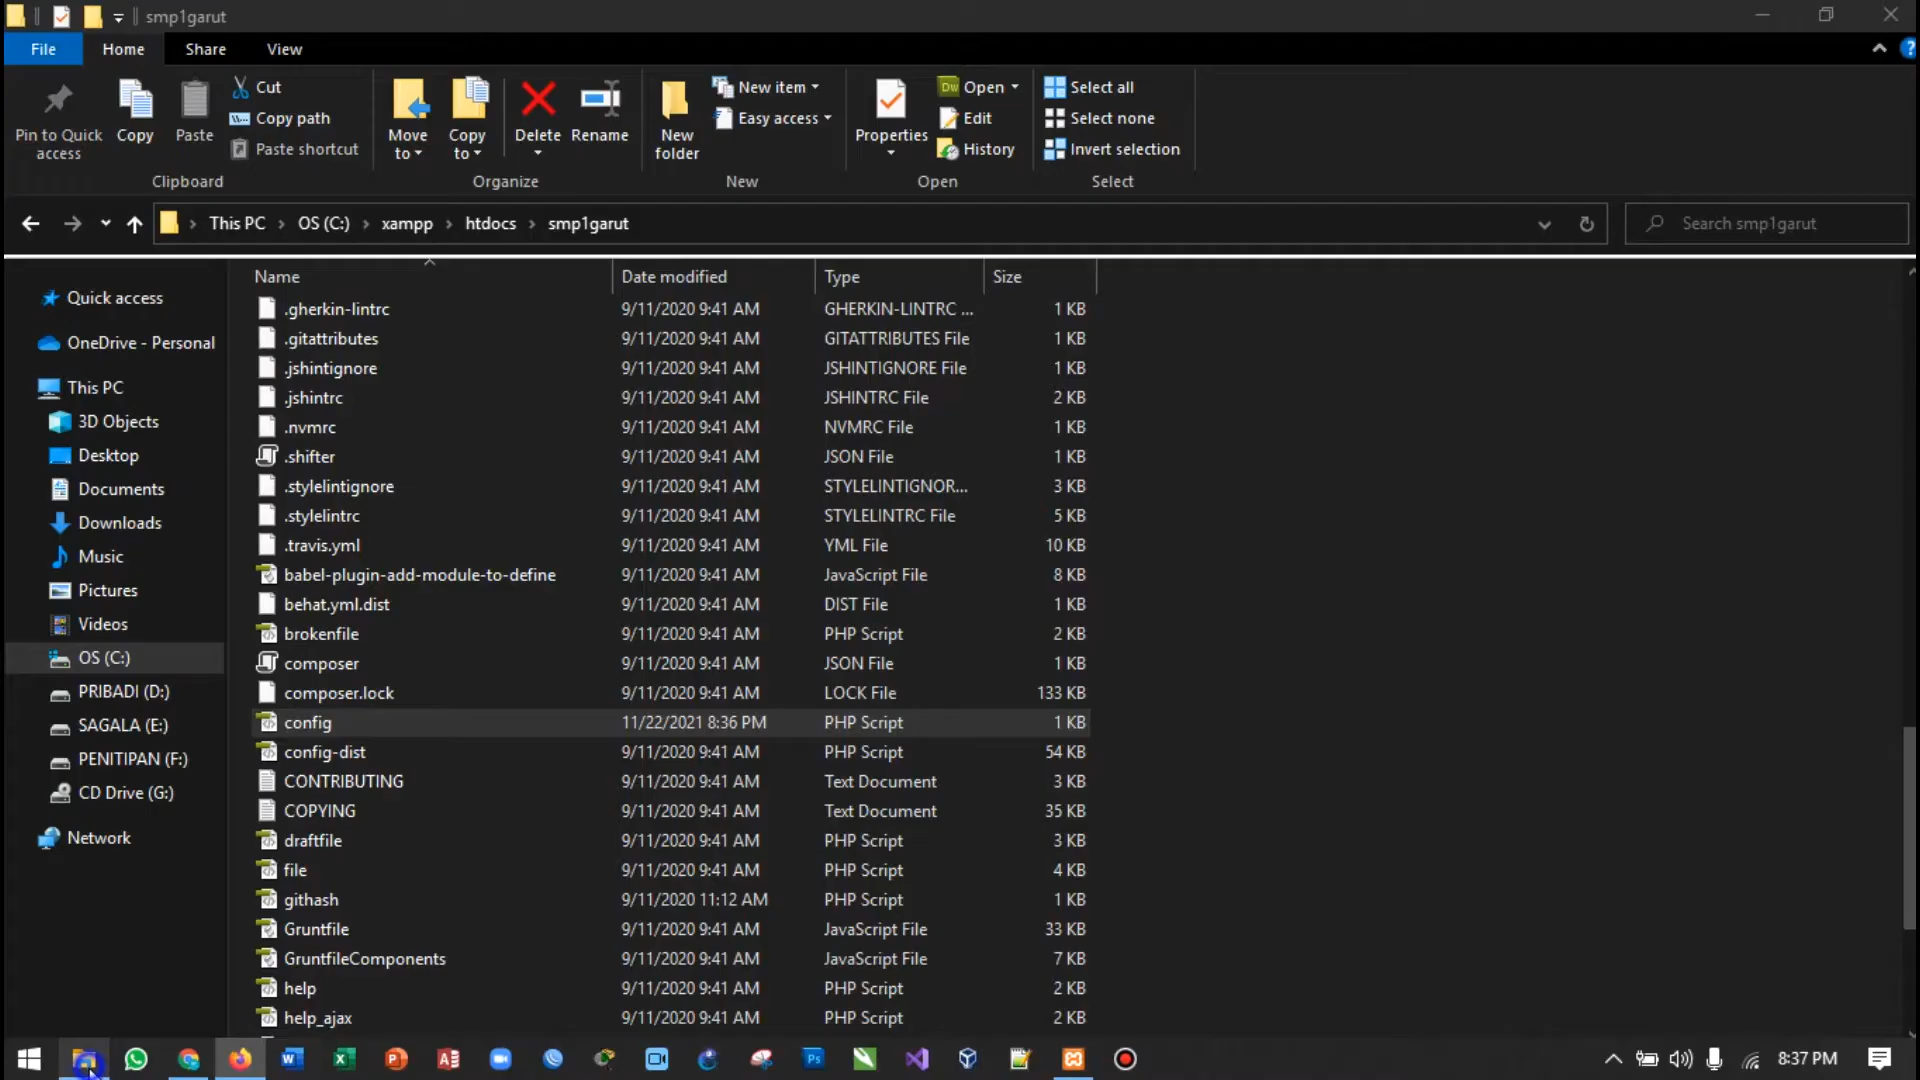 smp1garut
File Home Share View
Pin to Quick access
Copy
Paste
Cut
Copy path
Paste shortcut
Clipboard
Move to
Copy to
Delete
Rename
Organize
New folder
New item
Easy access
New
Properties
Open
Edit
History
Open
Select all
Select none
Invert selection
Select
This PC OS (C:) xampp htdocs smp1garut
Search smp1garut
Quick access
OneDrive - Personal
This PC
3D Objects
Desktop
Documents
Downloads
Music
Pictures
Videos
OS (C:)
PRIBADI (D:)
SAGALA (E:)
PENITIPAN (F:)
CD Drive (G:)
Network
Name Date modified Type Size
.gherkin-lintrc 9/11/2020 9:41 AM GHERKIN-LINTRC ... 1 KB
.gitattributes 9/11/2020 9:41 AM GITATTRIBUTES File 1 KB
.jshintignore 9/11/2020 9:41 AM JSHINTIGNORE File 1 KB
.jshintrc 9/11/2020 9:41 AM JSHINTRC File 2 KB
.nvmrc 9/11/2020 9:41 AM NVMRC File 1 KB
.shifter 9/11/2020 9:41 AM JSON File 1 KB
.stylelintignore 9/11/2020 9:41 AM STYLELINTIGNOR... 3 KB
.stylelintrc 9/11/2020 9:41 AM STYLELINTRC File 5 KB
.travis.yml 9/11/2020 9:41 AM YML File 10 KB
babel-plugin-add-module-to-define 9/11/2020 9:41 AM JavaScript File 8 KB
behat.yml.dist 9/11/2020 9:41 AM DIST File 1 KB
brokenfile 9/11/2020 9:41 AM PHP Script 2 KB
composer 9/11/2020 9:41 AM JSON File 1 KB
composer.lock 9/11/2020 9:41 AM LOCK File 133 KB
config 11/22/2021 8:36 PM PHP Script 1 KB
config-dist 9/11/2020 9:41 AM PHP Script 54 KB
CONTRIBUTING 9/11/2020 9:41 AM Text Document 3 KB
COPYING 9/11/2020 9:41 AM Text Document 35 KB
draftfile 9/11/2020 9:41 AM PHP Script 3 KB
file 9/11/2020 9:41 AM PHP Script 4 KB
githash 9/11/2020 11:12 AM PHP Script 1 KB
Gruntfile 9/11/2020 9:41 AM JavaScript File 33 KB
GruntfileComponents 9/11/2020 9:41 AM JavaScript File 7 KB
help 9/11/2020 9:41 AM PHP Script 2 KB
help_ajax 9/11/2020 9:41 AM PHP Script 2 KB
8:37 PM